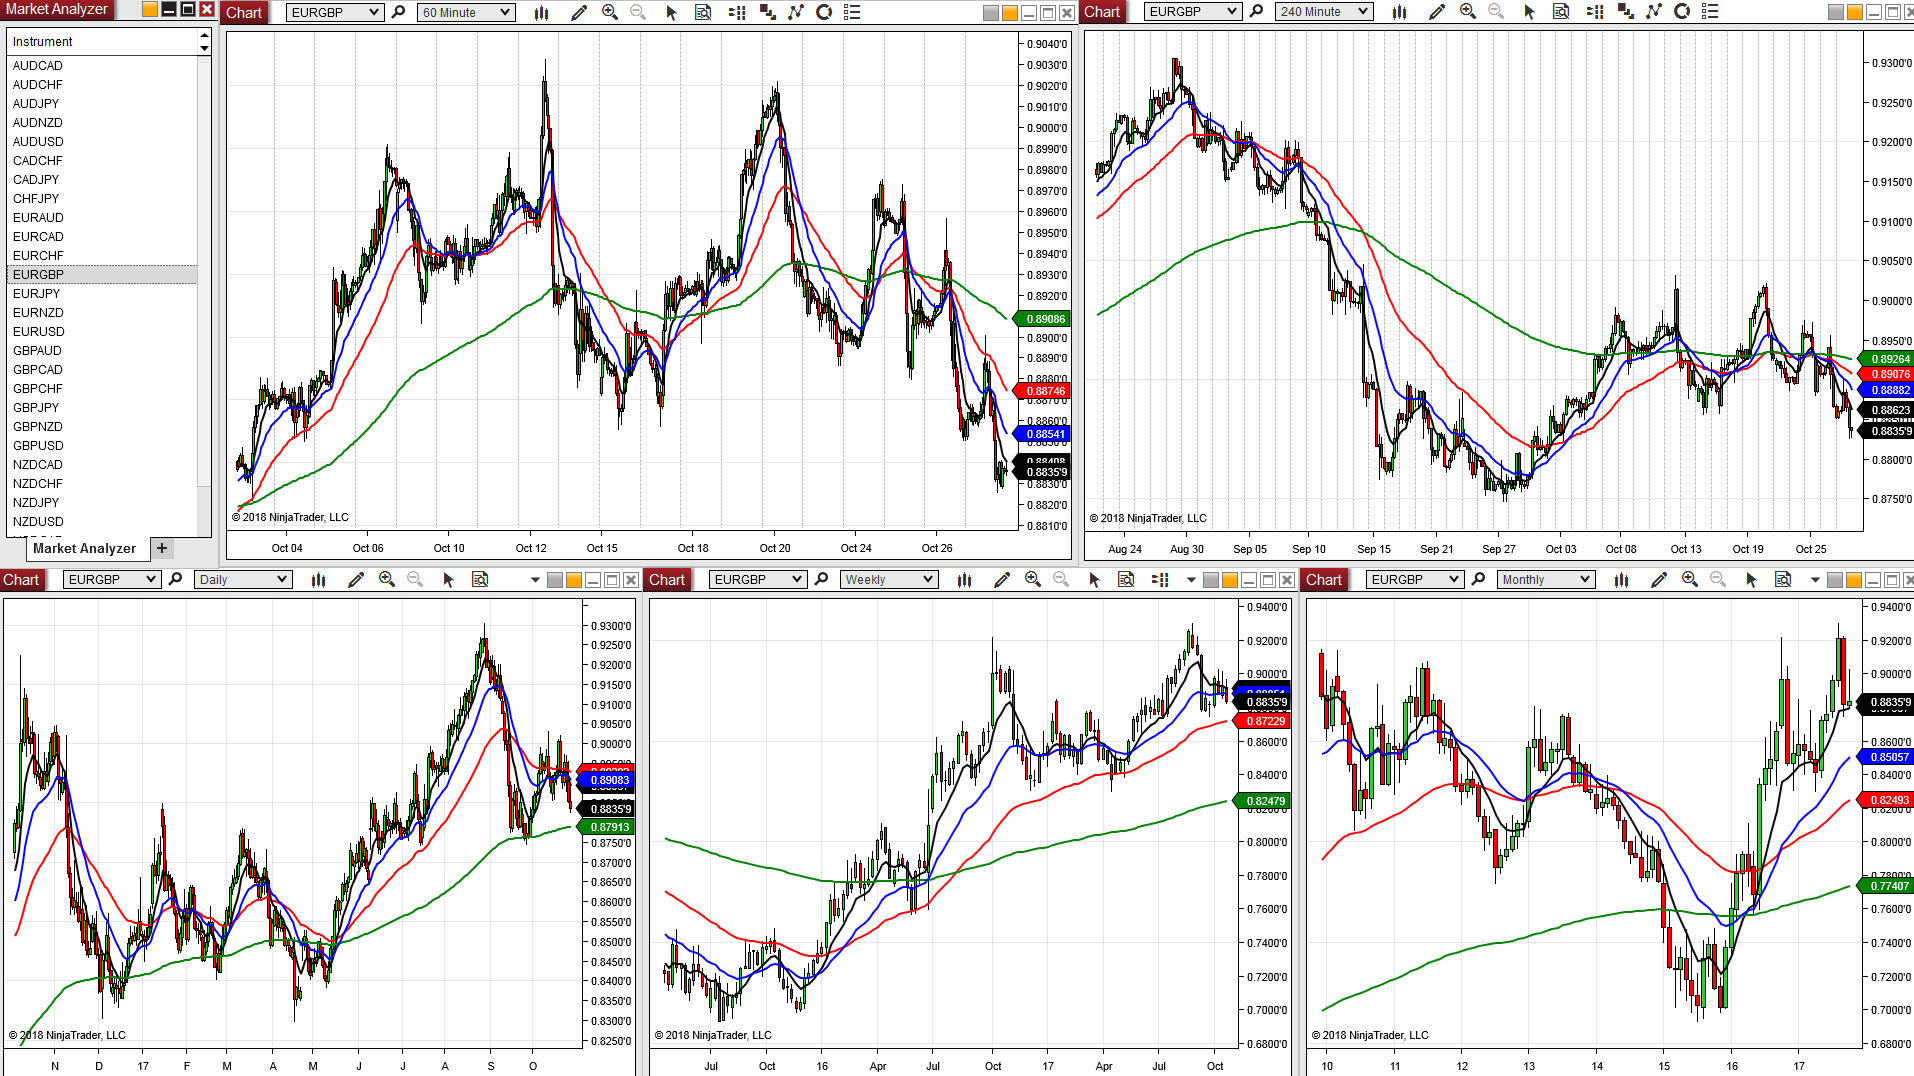 Market Analyzer
Instrument
AUDCAD
AUDCHF
AUDJPY
AUDNZD
AUDUSD
CADCHF
CADJPY
CHFJPY
EURAUD
EURCAD
EURCHF
EURGBP
EURJPY
EURNZD
EURUSD
GBPAUD
GBPCAD
GBPCHF
GBPJPY
GBPNZD
GBPUSD
NZDCAD
NZDCHF
NZDJPY
NZDUSD
Market Analyzer +
Chart EURGBP 60 Minute
0.9040'0
0.9030'0
0.9020'0
0.9010'0
0.9000'0
0.8990'0
0.8980'0
0.8970'0
0.8960'0
0.8950'0
0.8940'0
0.8930'0
0.8920'0
0.89086
0.8900'0
0.8890'0
0.8880'0
0.88746
0.8870'0
0.8860'0
0.88541
0.8850'0
0.8835'9
0.8830'0
0.8820'0
0.8810'0
© 2018 NinjaTrader, LLC
Oct 04 Oct 06 Oct 10 Oct 12 Oct 15 Oct 18 Oct 20 Oct 24 Oct 26
Chart EURGBP 240 Minute
0.9300'0
0.9250'0
0.9200'0
0.9150'0
0.9100'0
0.9050'0
0.9000'0
0.8950'0
0.89264
0.89076
0.88882
0.88623
0.8835'9
0.8800'0
0.8750'0
© 2018 NinjaTrader, LLC
Aug 24 Aug 30 Sep 05 Sep 10 Sep 15 Sep 21 Sep 27 Oct 03 Oct 08 Oct 13 Oct 19 Oct 25
Chart EURGBP Daily
0.9300'0
0.9250'0
0.9200'0
0.9150'0
0.9100'0
0.9050'0
0.9000'0
0.89083
0.8835'9
0.87913
0.8750'0
0.8700'0
0.8650'0
0.8600'0
0.8550'0
0.8500'0
0.8450'0
0.8400'0
0.8350'0
0.8300'0
0.8250'0
© 2018 NinjaTrader, LLC
N D 17 F M A M J J A S O
Chart EURGBP Weekly
0.9400'0
0.9200'0
0.9000'0
0.8835'9
0.87229
0.8600'0
0.8400'0
0.82479
0.8000'0
0.7800'0
0.7600'0
0.7400'0
0.7200'0
0.7000'0
0.6800'0
© 2018 NinjaTrader, LLC
Jul Oct 16 Apr Jul Oct 17 Apr Jul Oct
Chart EURGBP Monthly
0.9400'0
0.9200'0
0.9000'0
0.8835'9
0.8600'0
0.85057
0.8400'0
0.82493
0.8000'0
0.7800'0
0.77407
0.7600'0
0.7400'0
0.7200'0
0.7000'0
0.6800'0
© 2018 NinjaTrader, LLC
10 11 12 13 14 15 16 17